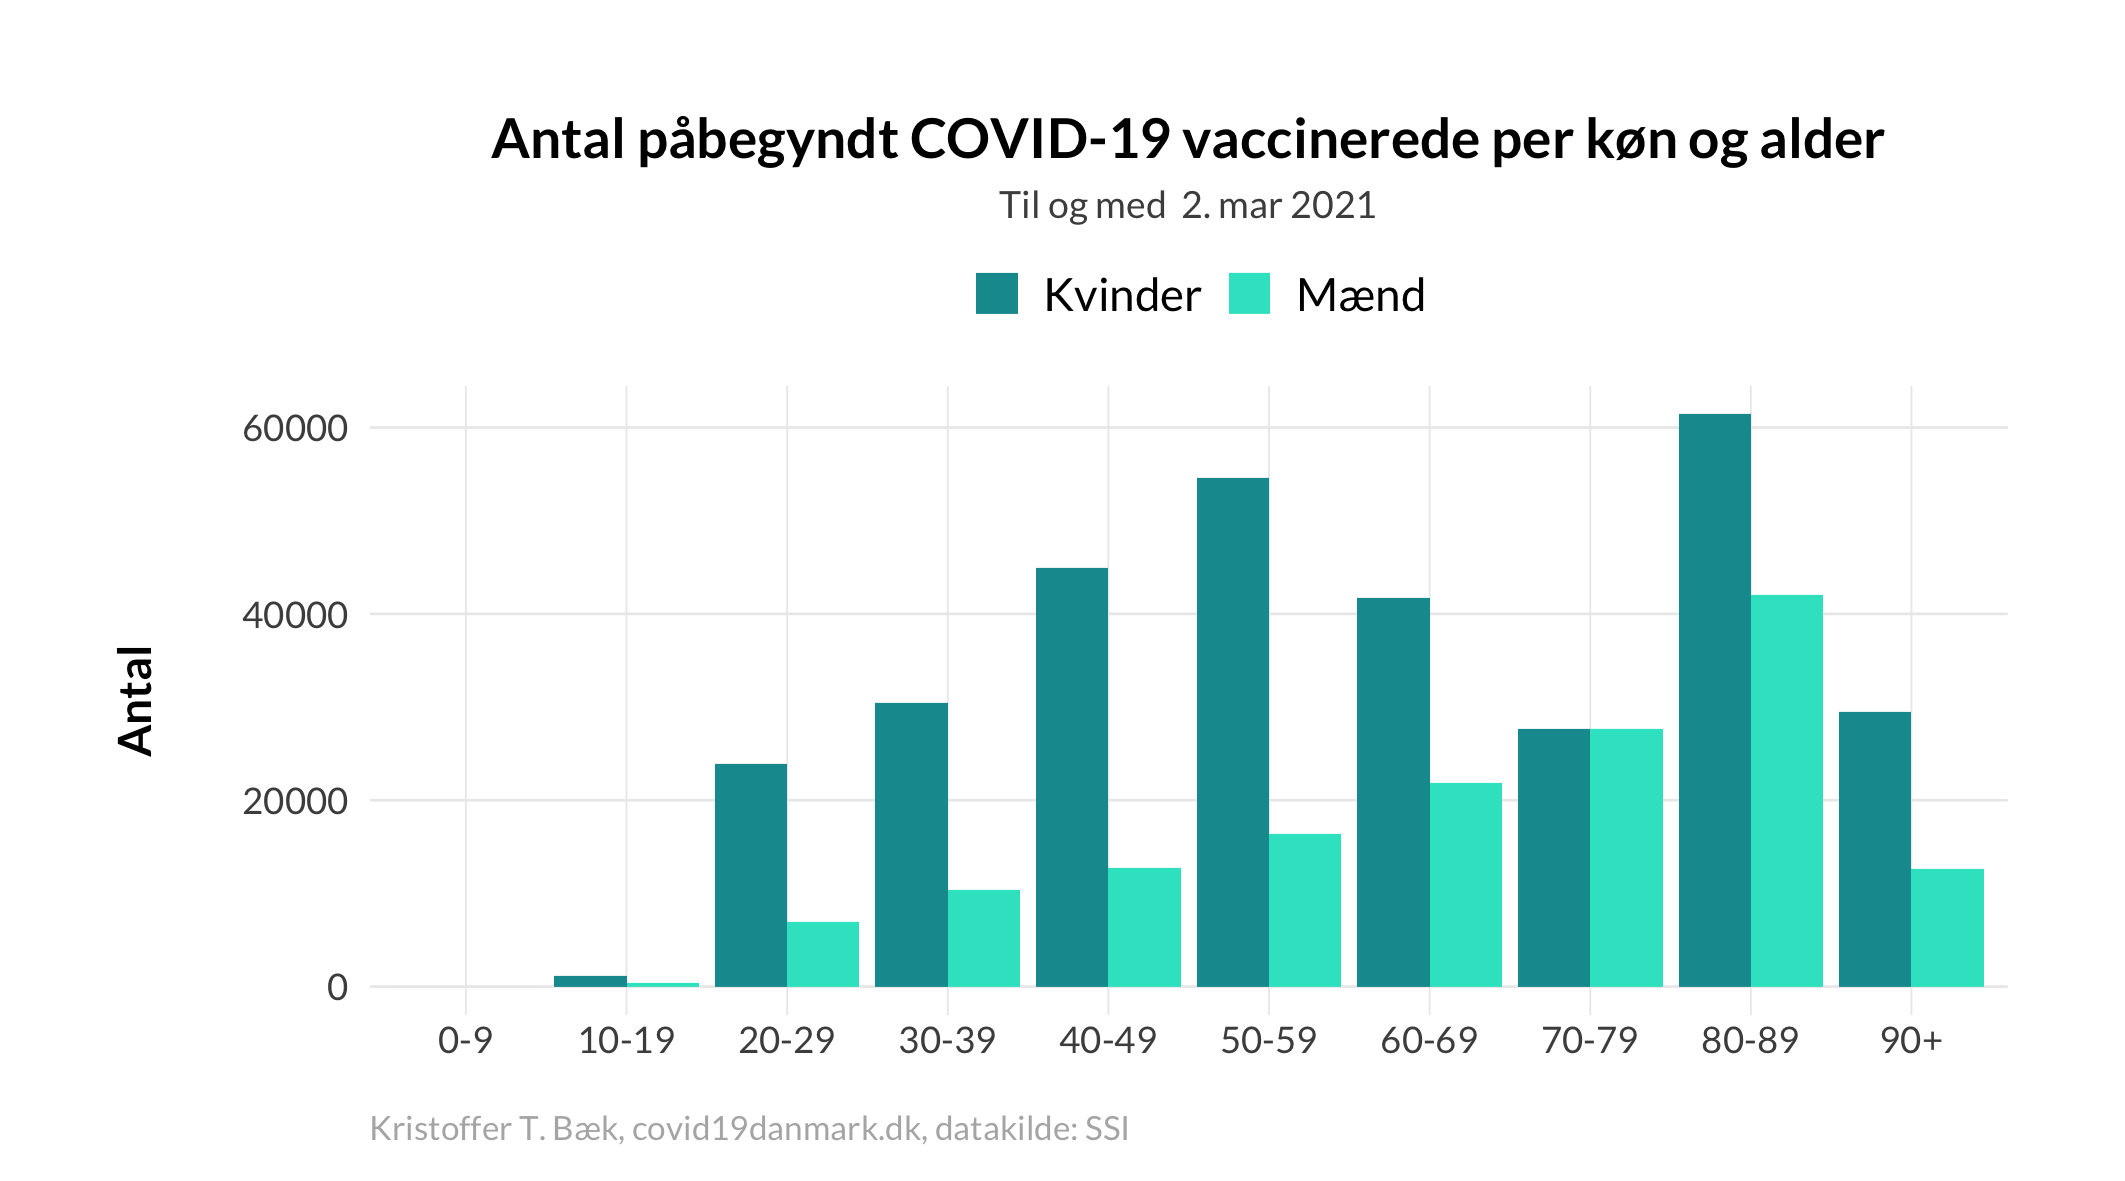 Antal påbegyndt COVID-19 vaccinerede per køn og alder
Til og med 2. mar 2021
Kvinder Mænd
Antal
60000
40000
20000
0
0-9 10-19 20-29 30-39 40-49 50-59 60-69 70-79 80-89 90+
Kristoffer T. Bæk, covid19danmark.dk, datakilde: SSI